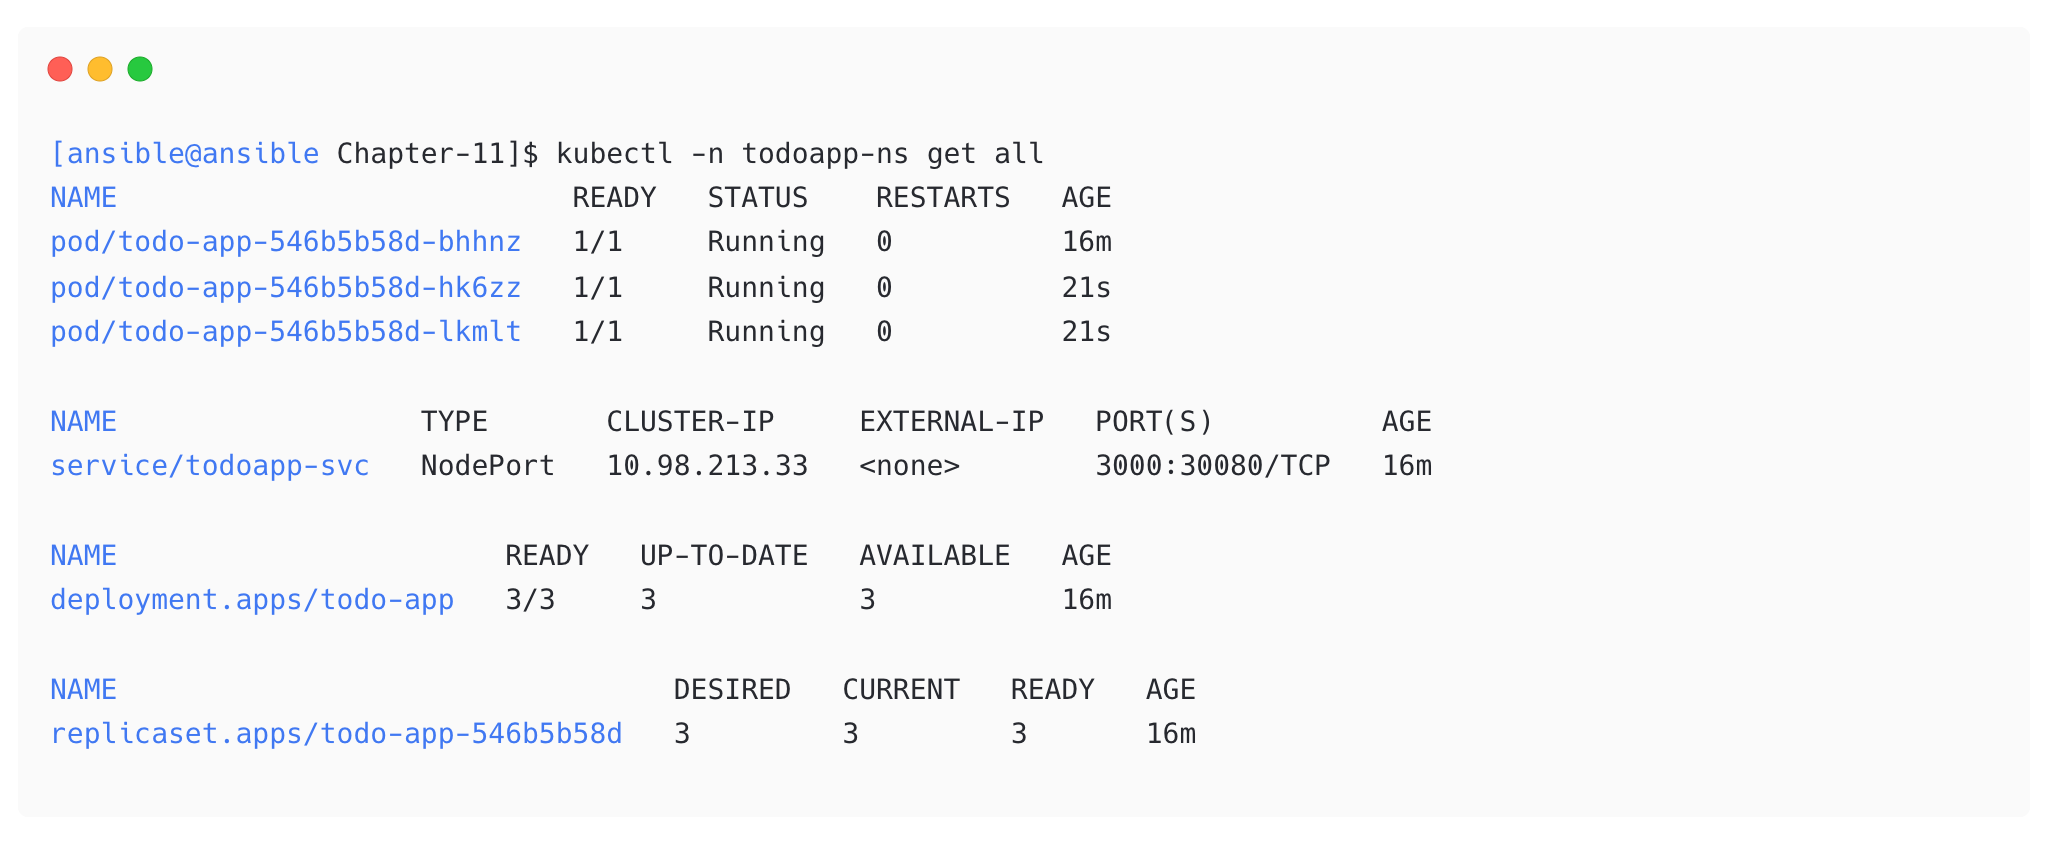 [ansible@ansible Chapter-11]$ kubectl -n todoapp-ns get all
NAME                           READY   STATUS    RESTARTS   AGE
pod/todo-app-546b5b58d-bhhnz   1/1     Running   0          16m
pod/todo-app-546b5b58d-hk6zz   1/1     Running   0          21s
pod/todo-app-546b5b58d-lkmlt   1/1     Running   0          21s
NAME                  TYPE       CLUSTER-IP     EXTERNAL-IP   PORT(S)          AGE
service/todoapp-svc   NodePort   10.98.213.33   <none>        3000:30080/TCP   16m
NAME                       READY   UP-TO-DATE   AVAILABLE   AGE
deployment.apps/todo-app   3/3     3            3           16m
NAME                                 DESIRED   CURRENT   READY   AGE
replicaset.apps/todo-app-546b5b58d   3         3         3       16m